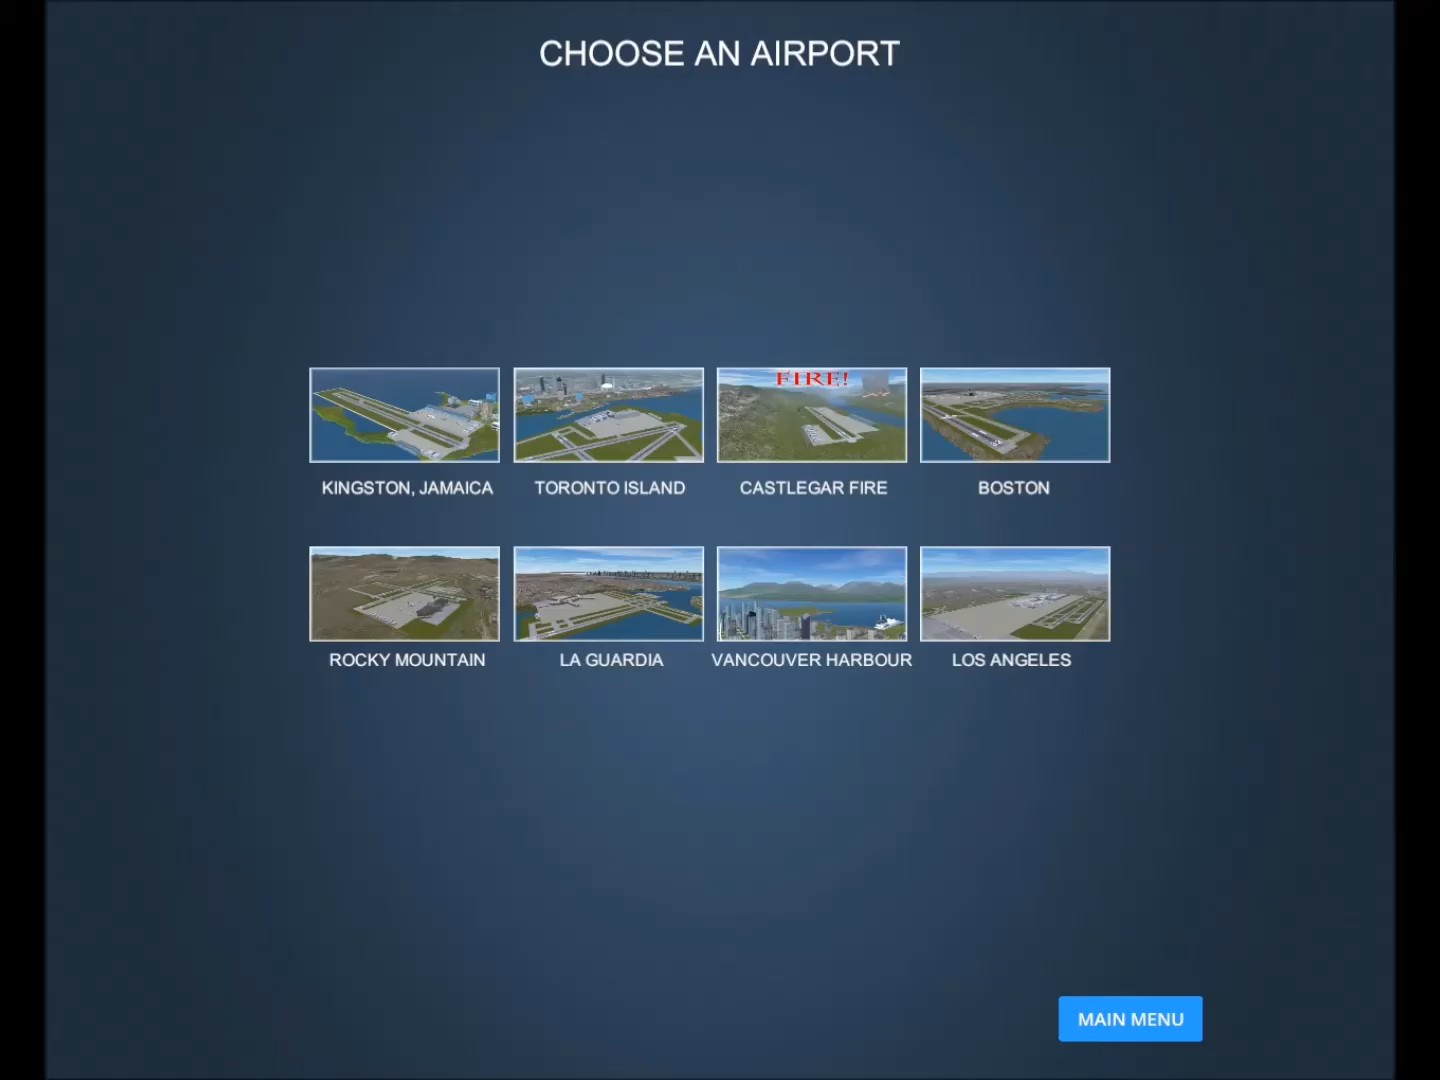 CHOOSE AN AIRPORT
FIRE!
KINGSTON, JAMAICA
TORONTO ISLAND
CASTLEGAR FIRE
BOSTON
ROCKY MOUNTAIN
LA GUARDIA
VANCOUVER HARBOUR
LOS ANGELES
MAIN MENU